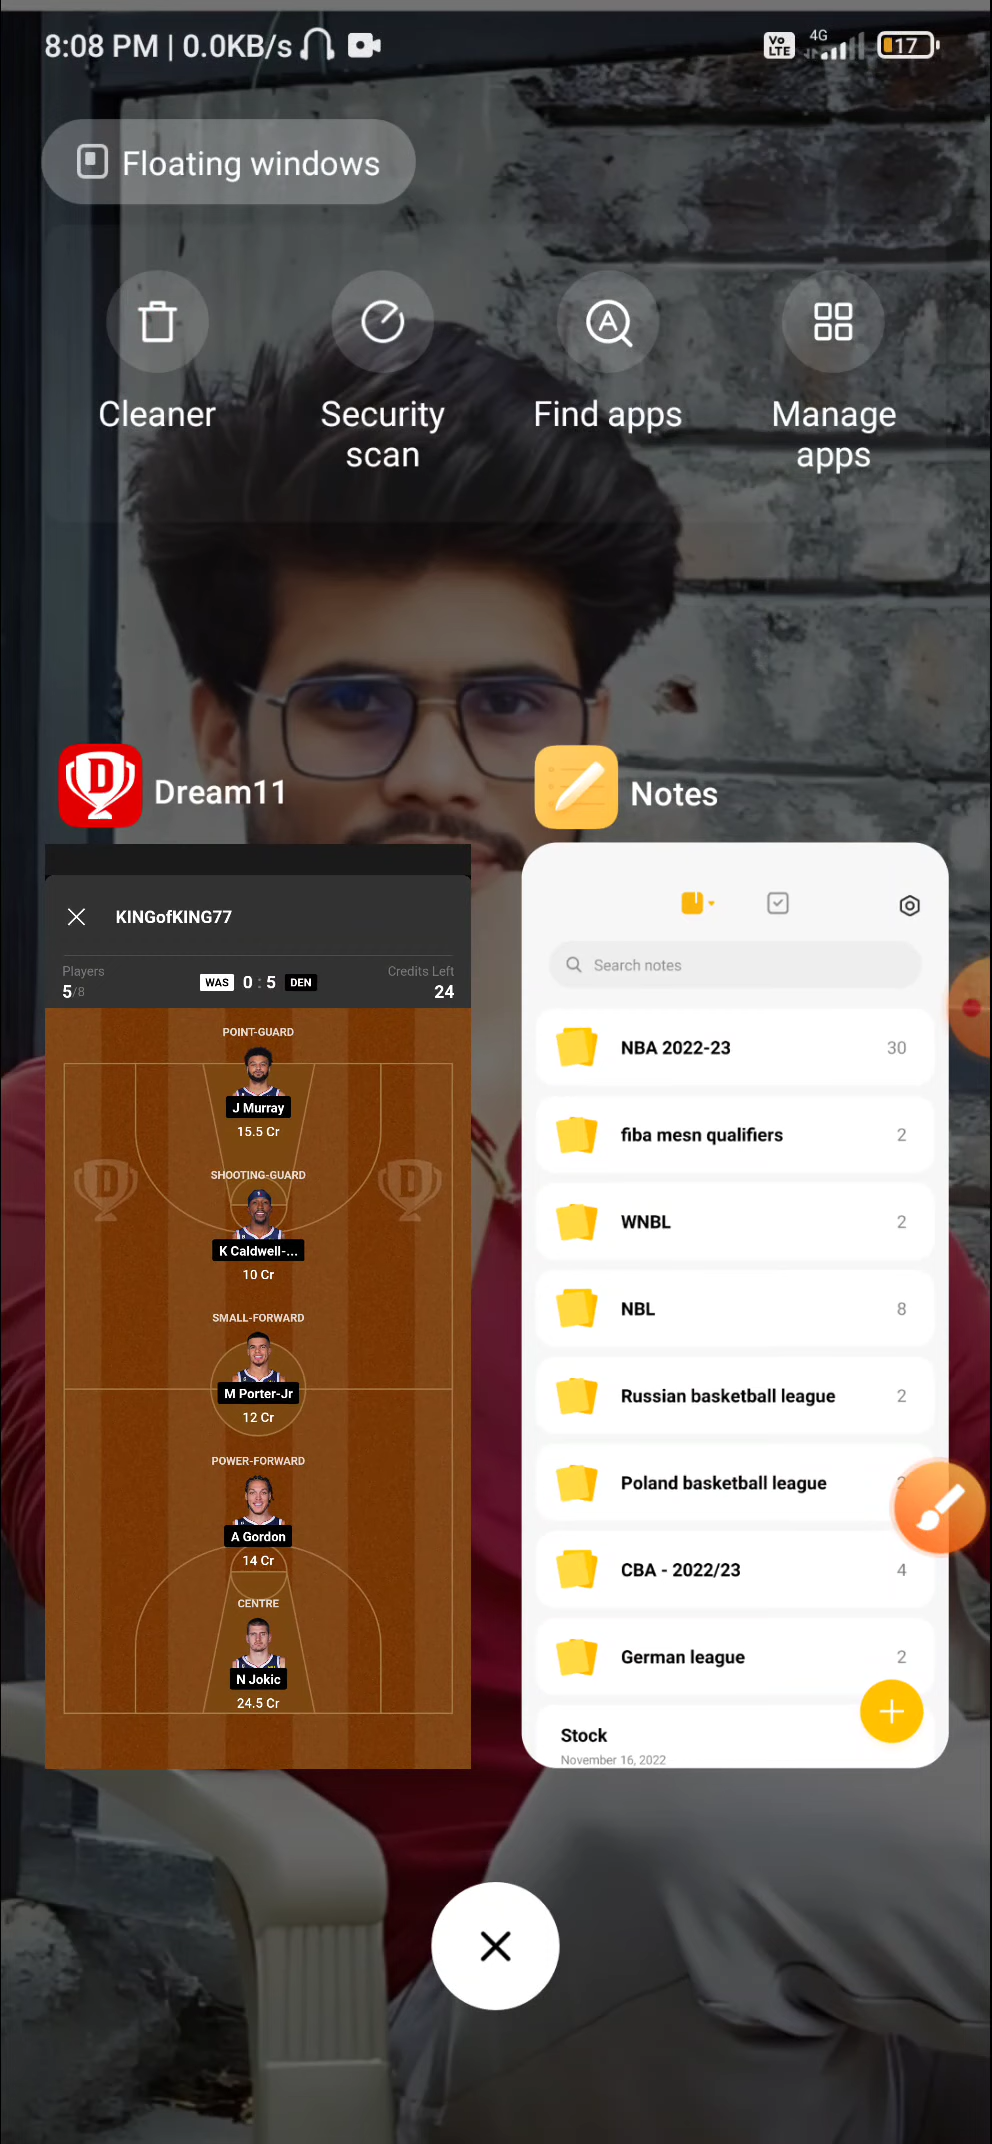 8:08 PM | 0.0KB/s
Vo LTE
4G
17
Floating windows
Cleaner
Security scan
Find apps
Manage apps
D
Dream11
KINGofKING77
Players
5/8
WAS 0 : 5 DEN
Credits Left
24
POINT-GUARD
J Murray
15.5 Cr
D
D
SHOOTING-GUARD
K Caldwell-...
10 Cr
SMALL-FORWARD
M Porter-Jr
12 Cr
POWER-FORWARD
A Gordon
14 Cr
CENTRE
N Jokic
24.5 Cr
Notes
Search notes
NBA 2022-23 30
fiba mesn qualifiers 2
WNBL 2
NBL 8
Russian basketball league 2
Poland basketball league 2
CBA - 2022/23 4
German league 2
Stock
November 16, 2022